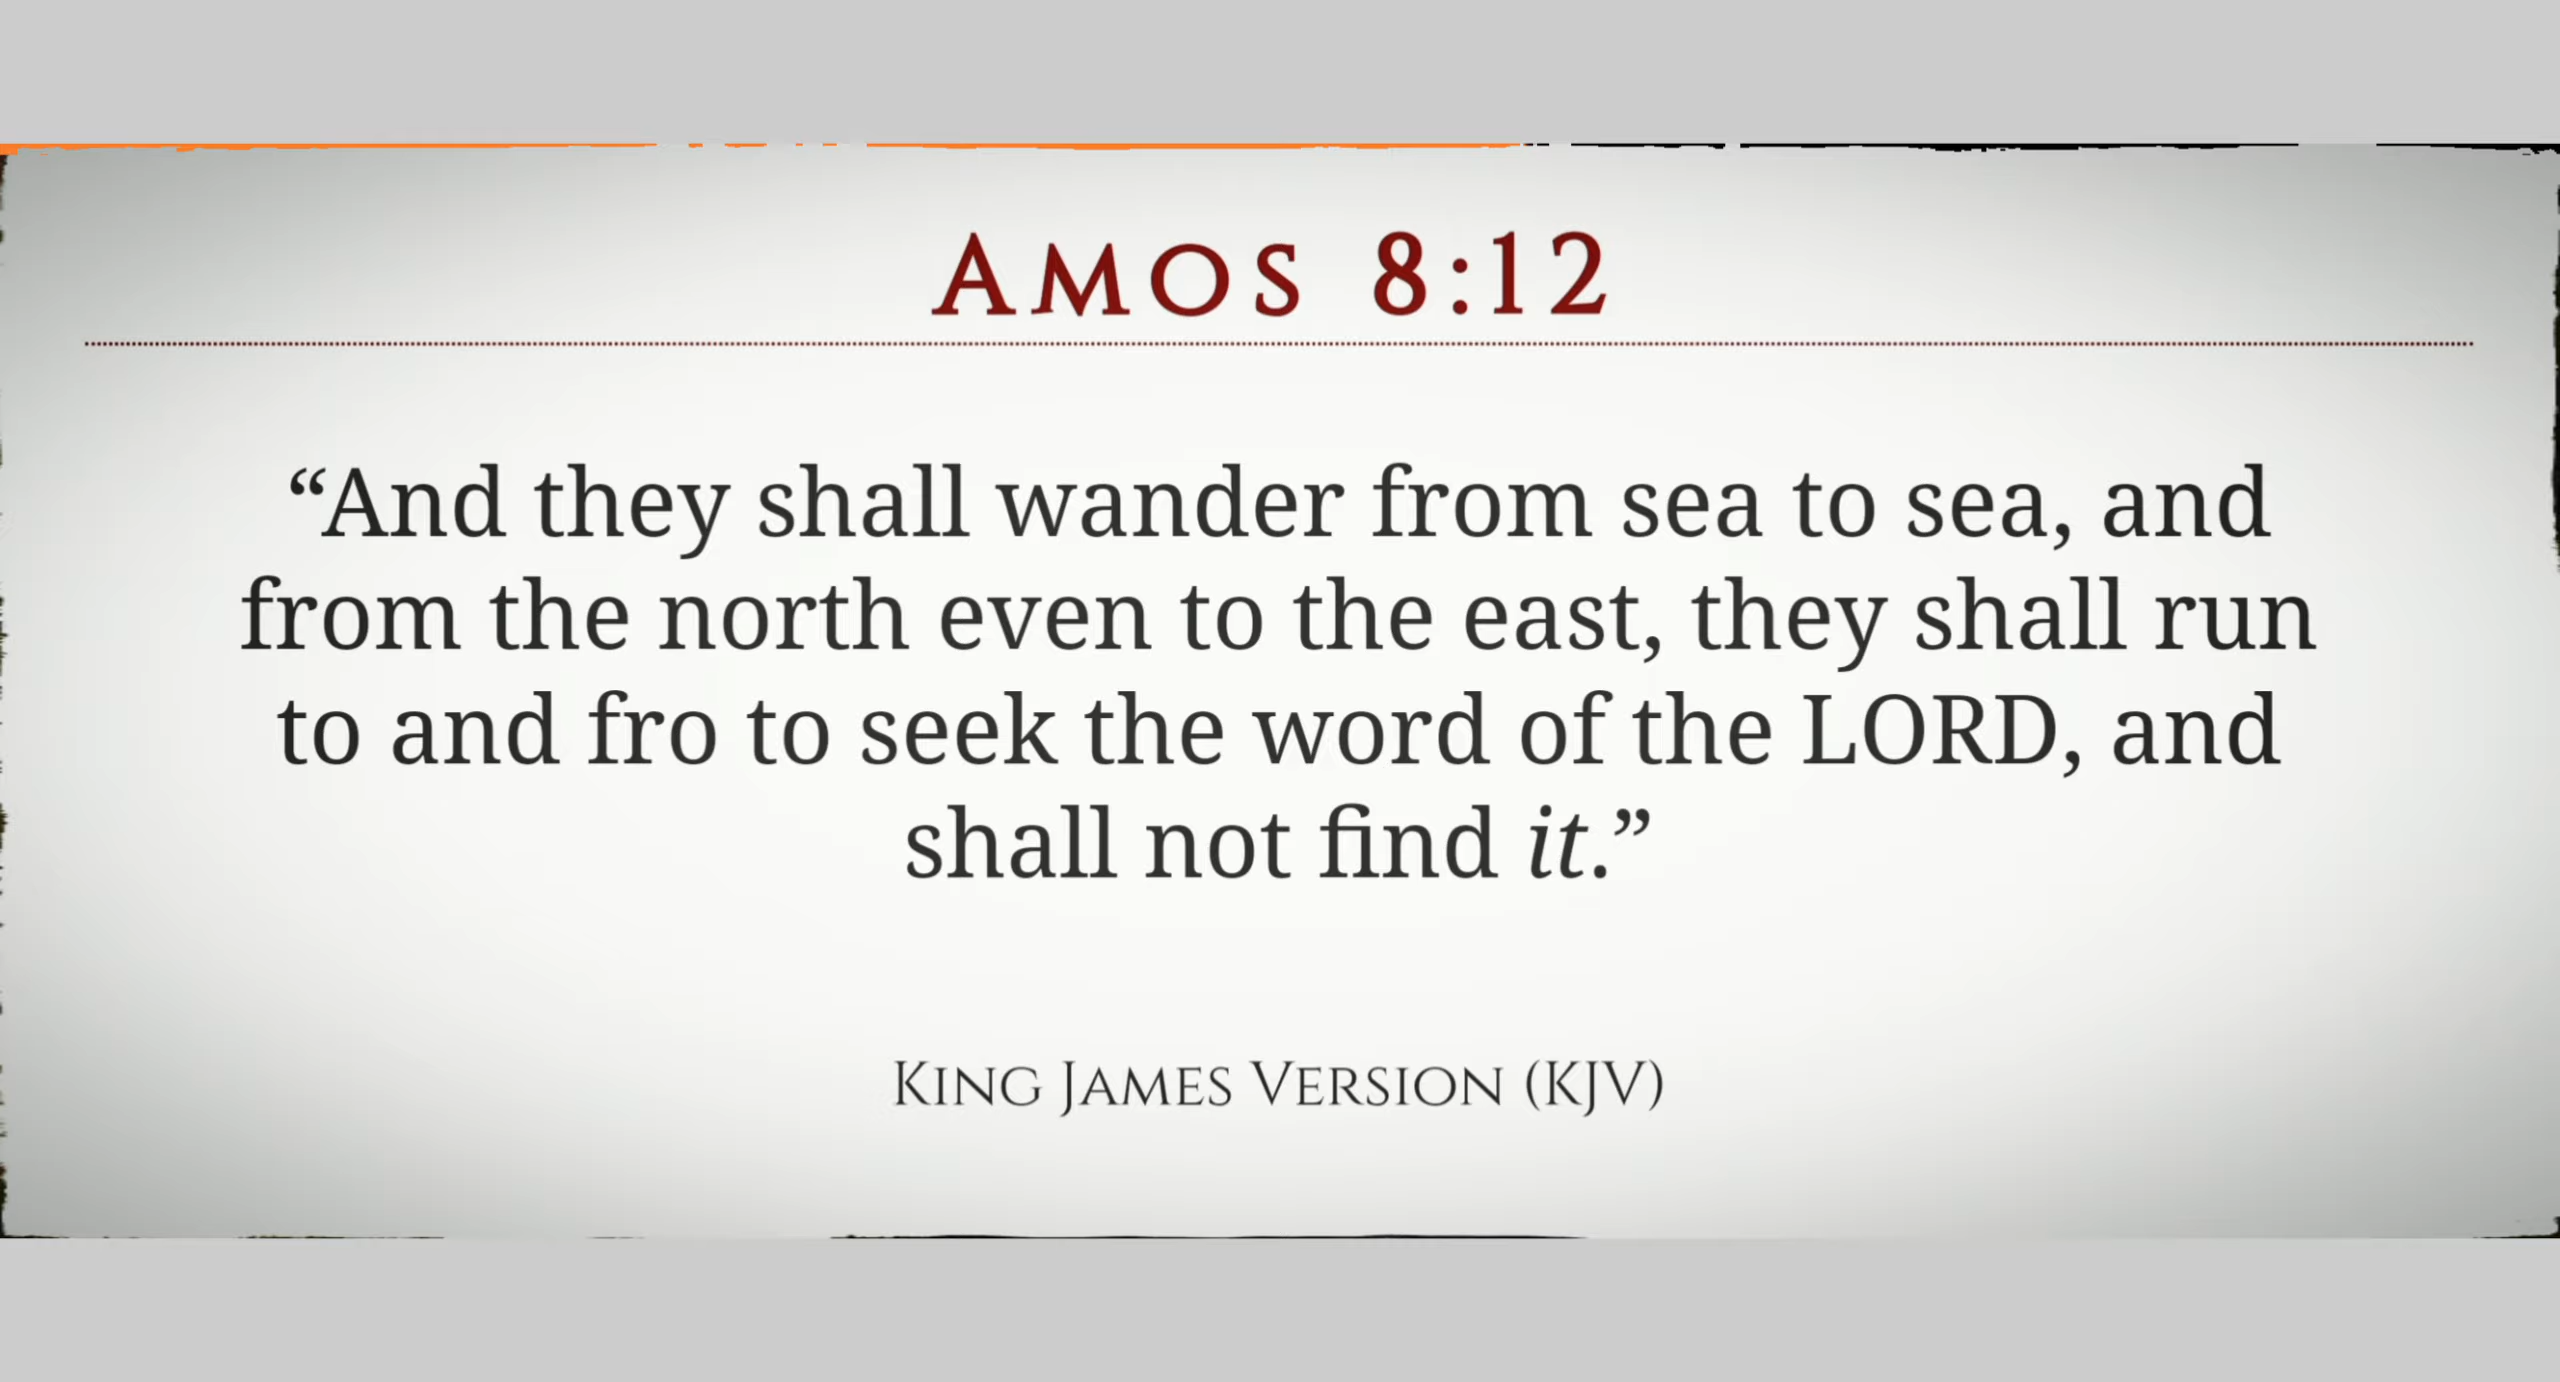 Amos 8:12
“And they shall wander from sea to sea, and
from the north even to the east, they shall run
to and fro to seek the word of the LORD, and
shall not find it.”
King James Version (KJV)